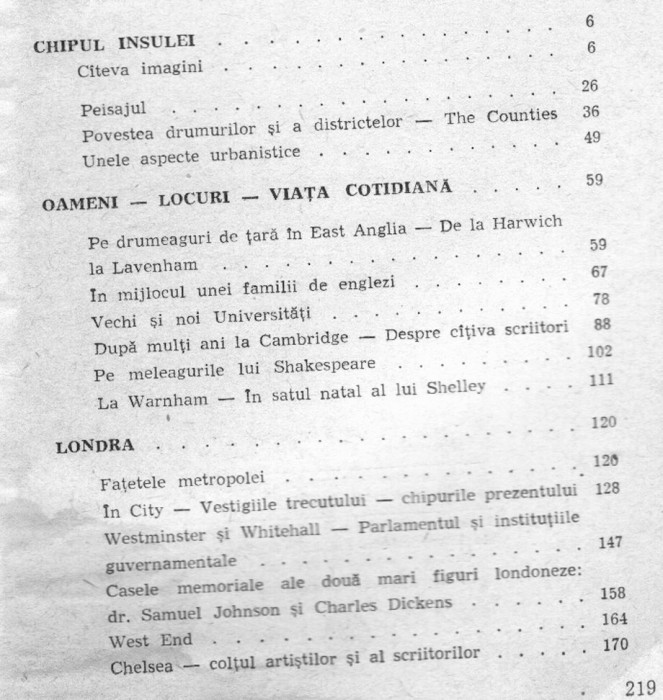 CHIPUL INSULEI . . . . . . . . . . . . . . . 6
Cîteva imagini . . . . . . . . . . . . . . . 6
Peisajul . . . . . . . . . . . . . . . . . . 26
Povestea drumurilor și a districtelor — The Counties 36
Unele aspecte urbanistice . . . . . . . . . . . 49
OAMENI — LOCURI — VIAȚA COTIDIANĂ . . . . . 59
Pe drumeaguri de țară în East Anglia — De la Harwich
la Lavenham . . . . . . . . . . . . . . . . 59
În mijlocul unei familii de englezi . . . . . . . 67
Vechi și noi Universități . . . . . . . . . . . 78
După mulți ani la Cambridge — Despre cîțiva scriitori 88
Pe meleagurile lui Shakespeare . . . . . . . . 102
La Warnham — În satul natal al lui Shelley . . . . 111
LONDRA . . . . . . . . . . . . . . . . . . 120
Fațetele metropolei . . . . . . . . . . . . . 120
În City — Vestigiile trecutului — chipurile prezentului 128
Westminster și Whitehall — Parlamentul și instituțiile
guvernamentale . . . . . . . . . . . . . . 147
Casele memoriale ale două mari figuri londoneze:
dr. Samuel Johnson și Charles Dickens . . . . . . 158
West End . . . . . . . . . . . . . . . . . 164
Chelsea — colțul artiștilor și al scriitorilor . . . . . 170
219